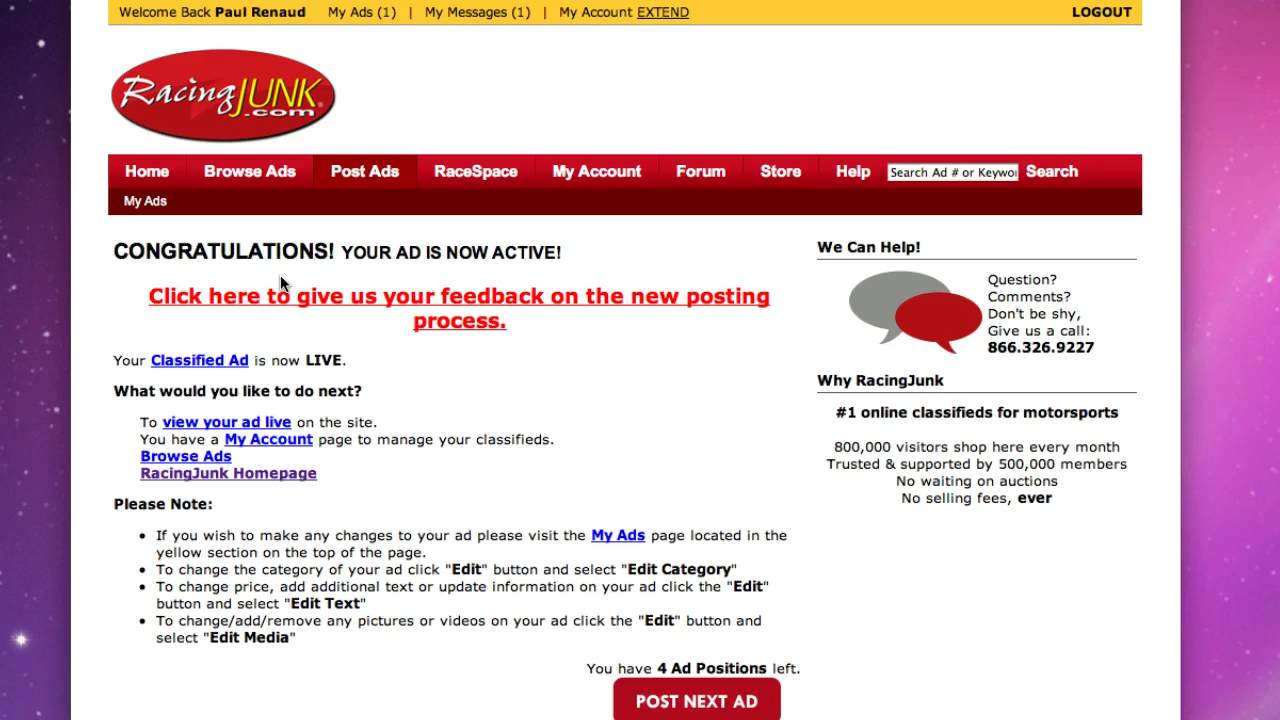 Welcome Back Paul Renaud My Ads (1) | My Messages (1) | My Account EXTEND LOGOUT
RacingJUNK®
.com
Home Browse Ads Post Ads RaceSpace My Account Forum Store Help Search Ad # or Keywo Search
My Ads
CONGRATULATIONS! YOUR AD IS NOW ACTIVE!
Click here to give us your feedback on the new posting
process.
Your Classified Ad is now LIVE.
What would you like to do next?
To view your ad live on the site.
You have a My Account page to manage your classifieds.
Browse Ads
RacingJunk Homepage
Please Note:
• If you wish to make any changes to your ad please visit the My Ads page located in the
yellow section on the top of the page.
• To change the category of your ad click "Edit" button and select "Edit Category"
• To change price, add additional text or update information on your ad click the "Edit"
button and select "Edit Text"
• To change/add/remove any pictures or videos on your ad click the "Edit" button and
select "Edit Media"
You have 4 Ad Positions left.
POST NEXT AD
We Can Help!
Question?
Comments?
Don't be shy,
Give us a call:
866.326.9227
Why RacingJunk
#1 online classifieds for motorsports
800,000 visitors shop here every month
Trusted & supported by 500,000 members
No waiting on auctions
No selling fees, ever